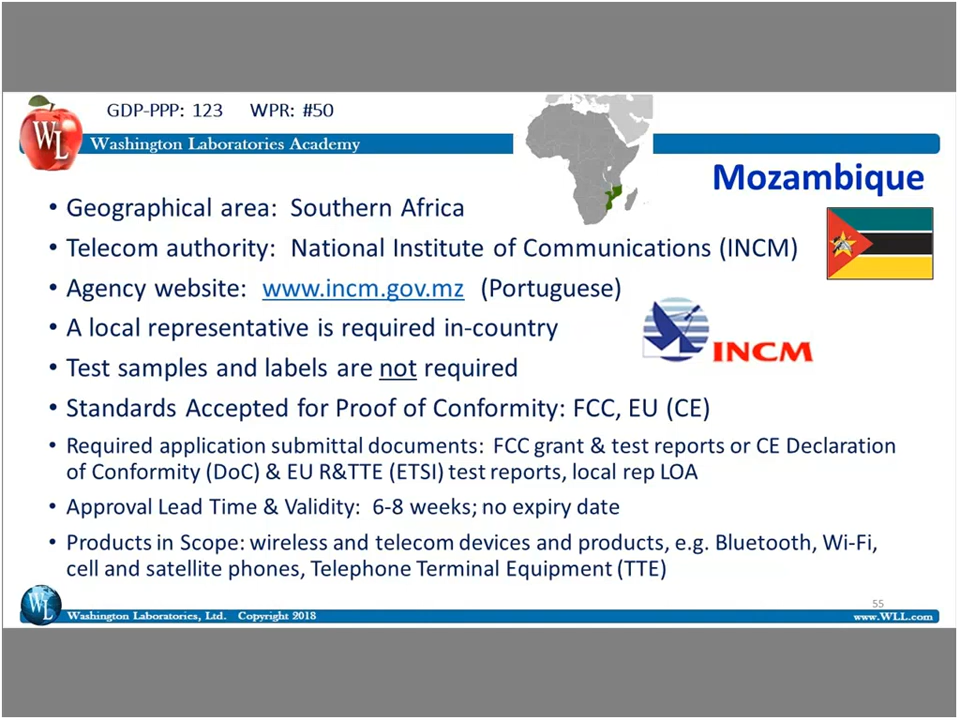 GDP-PPP: 123 WPR: #50
WL Washington Laboratories Academy
Mozambique
• Geographical area: Southern Africa
• Telecom authority: National Institute of Communications (INCM)
• Agency website: www.incm.gov.mz (Portuguese)
• A local representative is required in-country
INCM
• Test samples and labels are not required
• Standards Accepted for Proof of Conformity: FCC, EU (CE)
• Required application submittal documents: FCC grant & test reports or CE Declaration
of Conformity (DoC) & EU R&TTE (ETSI) test reports, local rep LOA
• Approval Lead Time & Validity: 6-8 weeks; no expiry date
• Products in Scope: wireless and telecom devices and products, e.g. Bluetooth, Wi-Fi,
cell and satellite phones, Telephone Terminal Equipment (TTE)
55
WL Washington Laboratories, Ltd. Copyright 2018 www.WLL.com